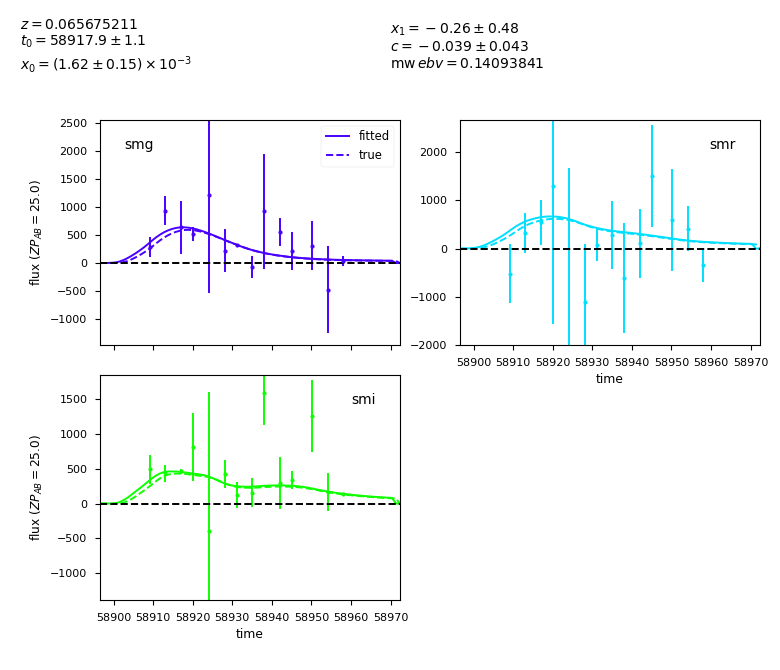 z = 0.065675211
t₀ = 58917.9 ± 1.1
x₀ = (1.62 ± 0.15) × 10⁻³
x₁ = −0.26 ± 0.48
c = −0.039 ± 0.043
mwebv = 0.14093841
smg
fitted
true
2500
2000
1500
1000
500
0
−500
−1000
flux (ZP_AB = 25.0)
smr
2000
1000
0
−1000
−2000
58900 58910 58920 58930 58940 58950 58960 58970
time
smi
1500
1000
500
0
−500
−1000
flux (ZP_AB = 25.0)
58900 58910 58920 58930 58940 58950 58960 58970
time